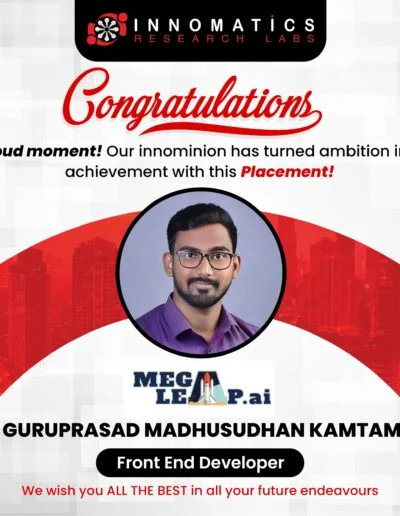 INNOMATICS
RESEARCH LABS
Congratulations
oud moment! Our innominion has turned ambition in
achievement with this Placement!
MEGA
LEAP.ai
GURUPRASAD MADHUSUDHAN KAMTAM
Front End Developer
We wish you ALL THE BEST in all your future endeavours